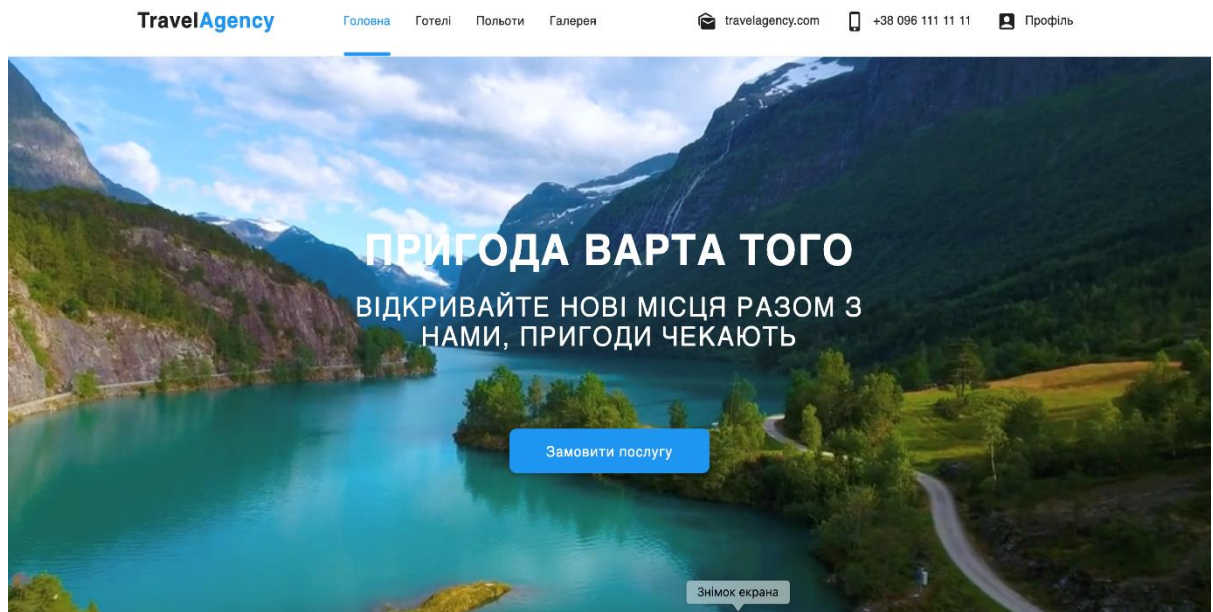 TravelAgency
Головна Готелі Польоти Галерея
travelagency.com +38 096 111 11 11 Профіль
ПРИГОДА ВАРТА ТОГО
ВІДКРИВАЙТЕ НОВІ МІСЦЯ РАЗОМ З
НАМИ, ПРИГОДИ ЧЕКАЮТЬ
Замовити послугу
Знімок екрана